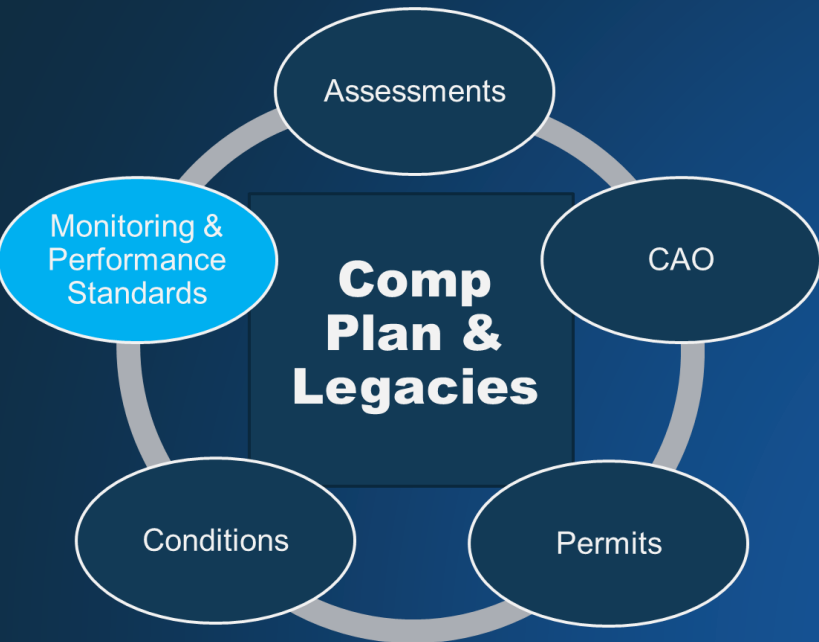 Assessments
Monitoring &
Performance
Standards
CAO
Comp
Plan &
Legacies
Conditions
Permits